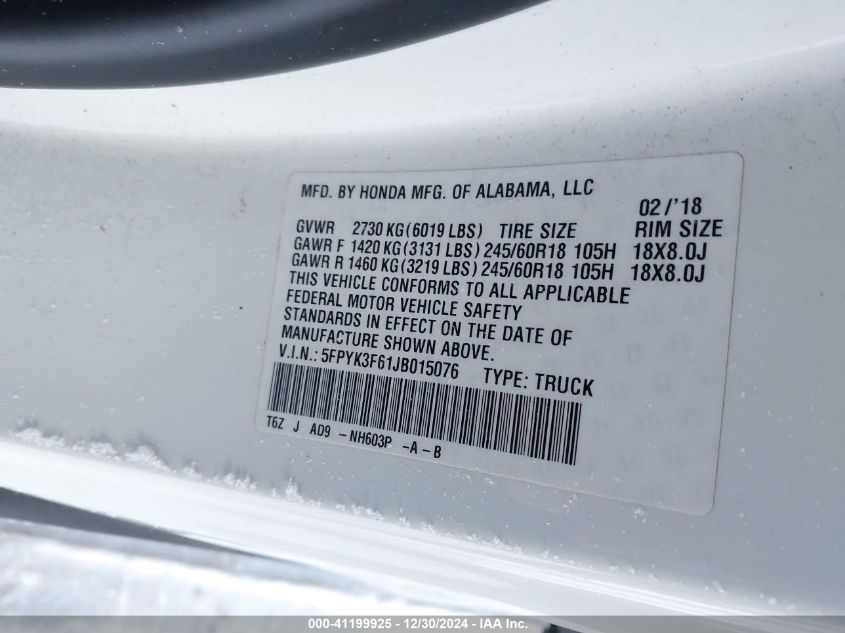 MFD. BY HONDA MFG. OF ALABAMA, LLC
02/'18
GVWR 2730 KG(6019 LBS) TIRE SIZE RIM SIZE
GAWR F 1420 KG(3131 LBS) 245/60R18 105H 18X8.0J
GAWR R 1460 KG(3219 LBS) 245/60R18 105H 18X8.0J
THIS VEHICLE CONFORMS TO ALL APPLICABLE
FEDERAL MOTOR VEHICLE SAFETY
STANDARDS IN EFFECT ON THE DATE OF
MANUFACTURE SHOWN ABOVE.
V.I.N.: 5FPYK3F61JB015076 TYPE: TRUCK
T6Z J AD9 -NH603P -A-B
000-41199925 - 12/30/2024 - IAA Inc.